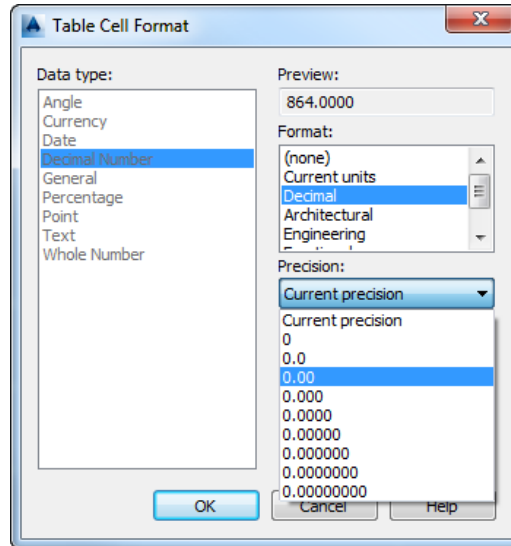 Table Cell Format
Data type:
Angle
Currency
Date
Decimal Number
General
Percentage
Point
Text
Whole Number
Preview:
864.0000
Format:
(none)
Current units
Decimal
Architectural
Engineering
Precision:
Current precision
Current precision
0
0.0
0.00
0.000
0.0000
0.00000
0.000000
0.0000000
0.00000000
OK
Cancel
Help